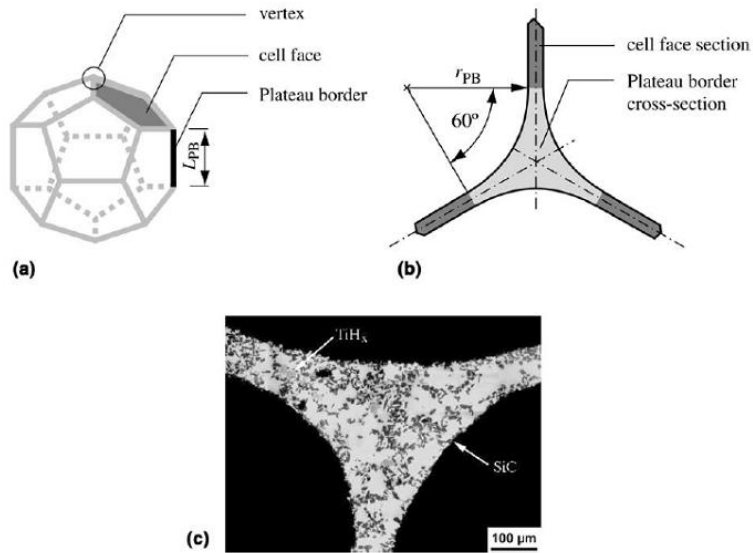 vertex
cell face
Plateau border
L_PB
(a)
r_PB
60°
cell face section
Plateau border
cross-section
(b)
TiH_x
SiC
100 µm
(c)